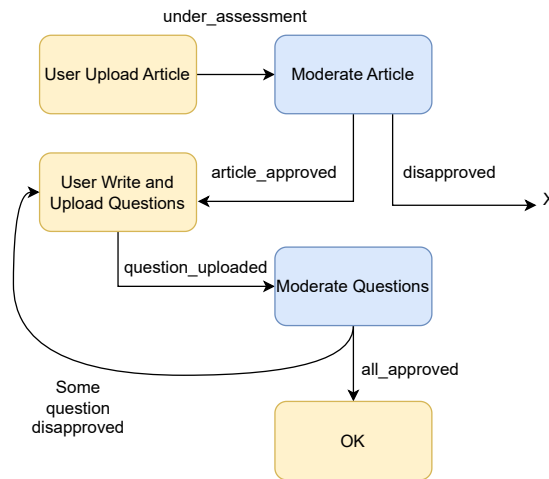 under_assessment
User Upload Article
Moderate Article
article_approved
disapproved
X
User Write and
Upload Questions
question_uploaded
Moderate Questions
all_approved
Some
question
disapproved
OK